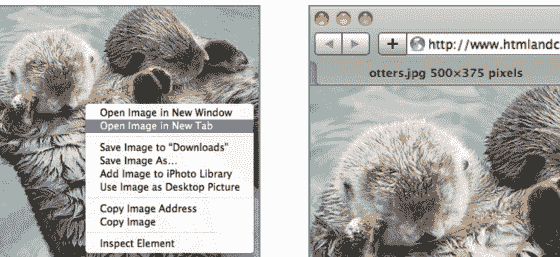 Open Image in New Window
Open Image in New Tab
Save Image to “Downloads”
Save Image As...
Add Image to iPhoto Library
Use Image as Desktop Picture
Copy Image Address
Copy Image
Inspect Element
http://www.htmlandc
otters.jpg 500×375 pixels